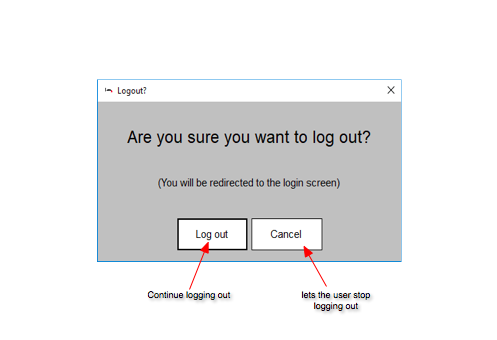 Logout?
Are you sure you want to log out?
(You will be redirected to the login screen)
Log out
Cancel
Continue logging out
lets the user stop
logging out